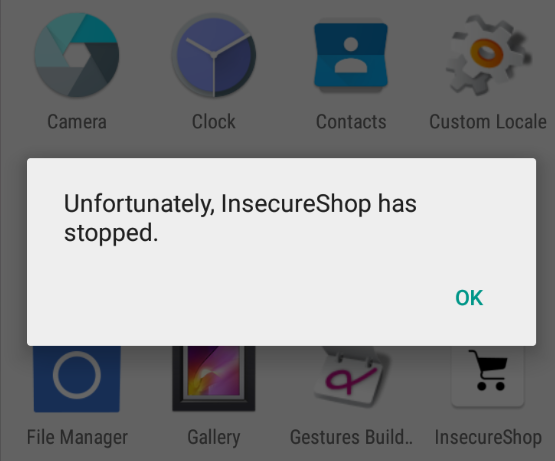 Camera Clock Contacts Custom Locale
Unfortunately, InsecureShop has
stopped.
OK
File Manager Gallery Gestures Build.. InsecureShop